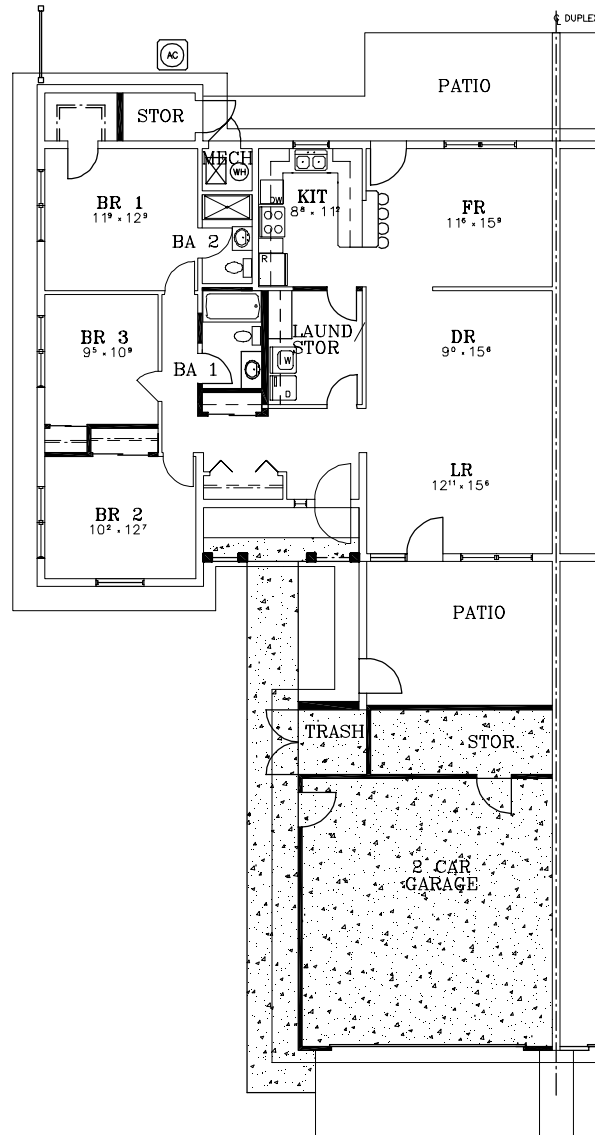 ℄ DUPLEX
AC
PATIO
STOR
MECH
WH
BR 1
11⁹ x 12⁹
KIT
8⁸ x 11²
DW
FR
11⁶ x 15⁹
BA 2
R
BR 3
9⁵ x 10⁹
LAUND
STOR
DR
9⁰ x 15⁶
BA 1
W
D
LR
12¹¹ x 15⁶
BR 2
10² x 12⁷
PATIO
TRASH
STOR
2 CAR
GARAGE